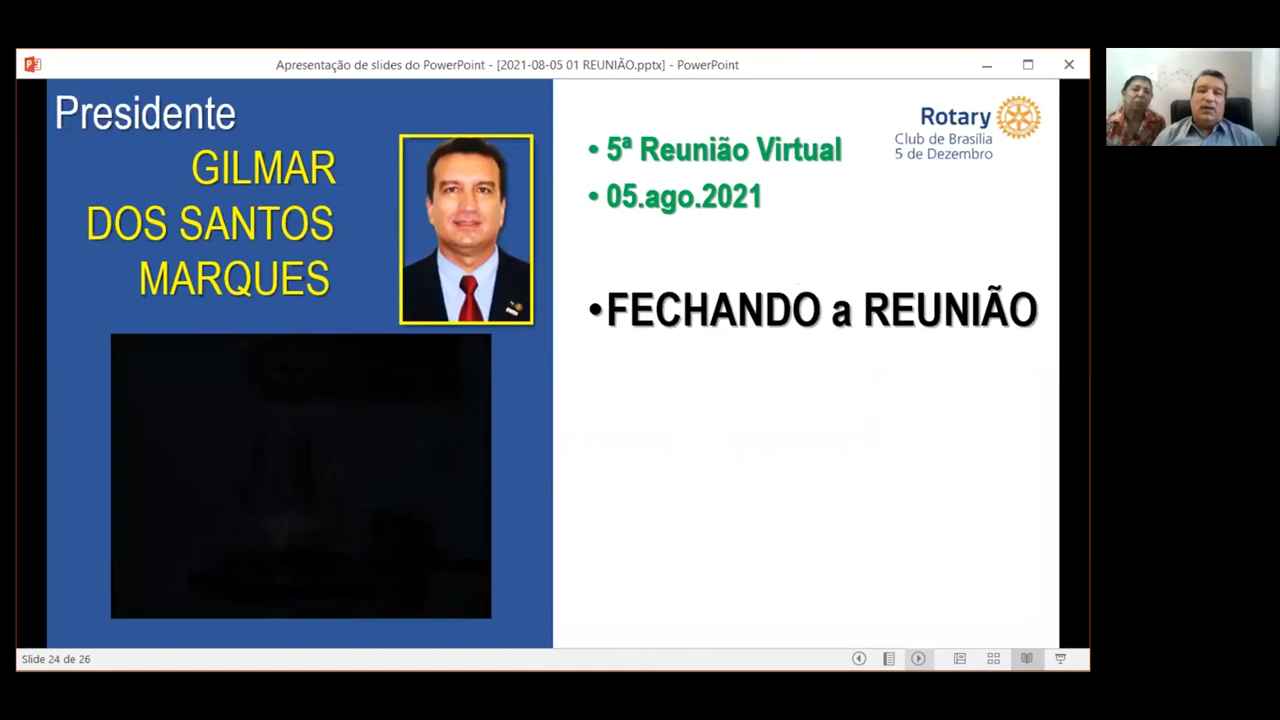 Apresentação de slides do PowerPoint - [2021-08-05 01 REUNIÃO.pptx] - PowerPoint
Presidente
GILMAR
DOS SANTOS
MARQUES
Rotary
Club de Brasília
5 de Dezembro
• 5ª Reunião Virtual
• 05.ago.2021
•FECHANDO a REUNIÃO
Slide 24 de 26